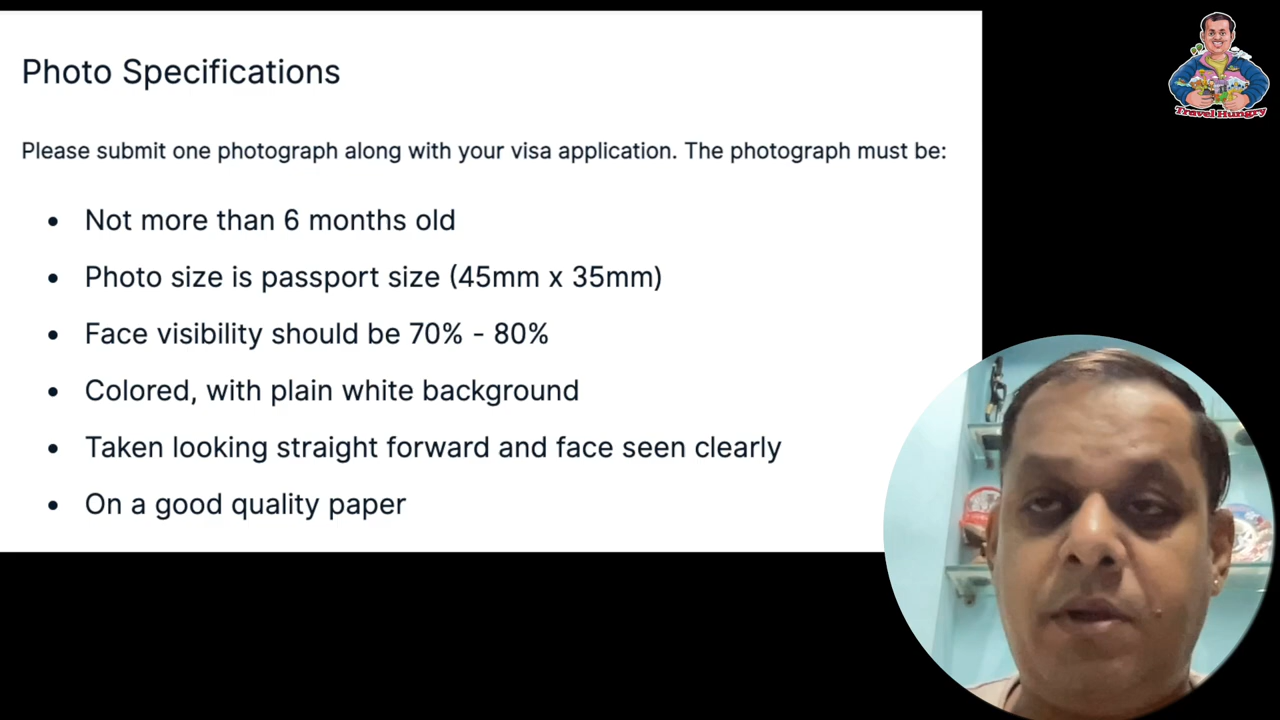 Photo Specifications
Please submit one photograph along with your visa application. The photograph must be:
• Not more than 6 months old
• Photo size is passport size (45mm x 35mm)
• Face visibility should be 70% - 80%
• Colored, with plain white background
• Taken looking straight forward and face seen clearly
• On a good quality paper
Travel Hungry